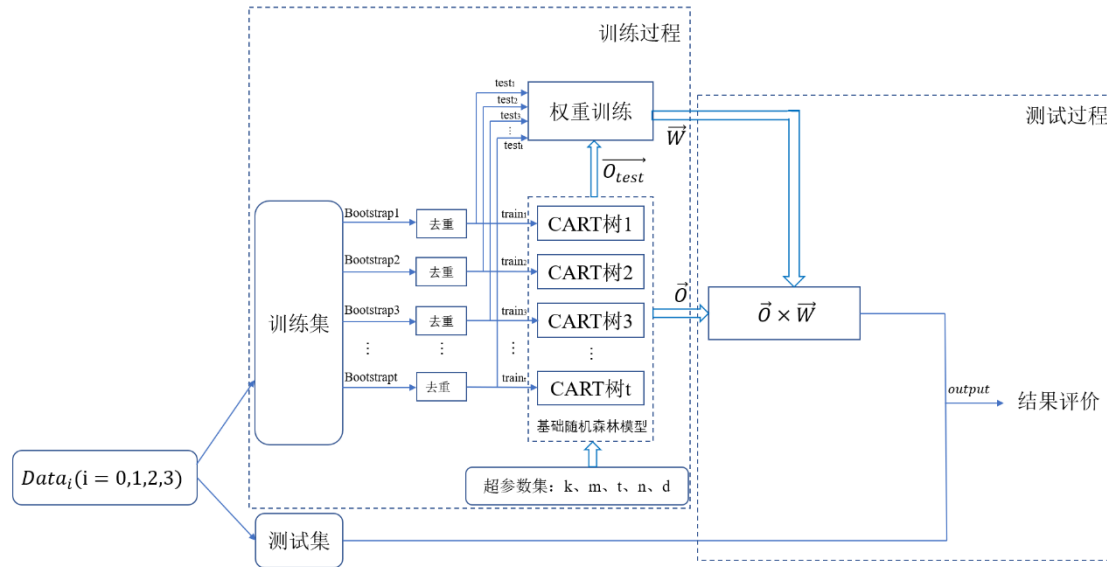 训练过程
test₁
test₂
test₃
⋮
testₜ
权重训练
W⃗
测试过程
O_test⃗
训练集
Bootstrap1
去重
train₁
CART树1
Bootstrap2
去重
train₂
CART树2
Bootstrap3
去重
train₃
CART树3
⋮ ⋮ ⋮ ⋮
Bootstrapt
去重
trainₜ
CART树t
基础随机森林模型
O⃗
O⃗ × W⃗
output
结果评价
超参数集：k、m、t、n、d
Dataᵢ(i = 0,1,2,3)
测试集